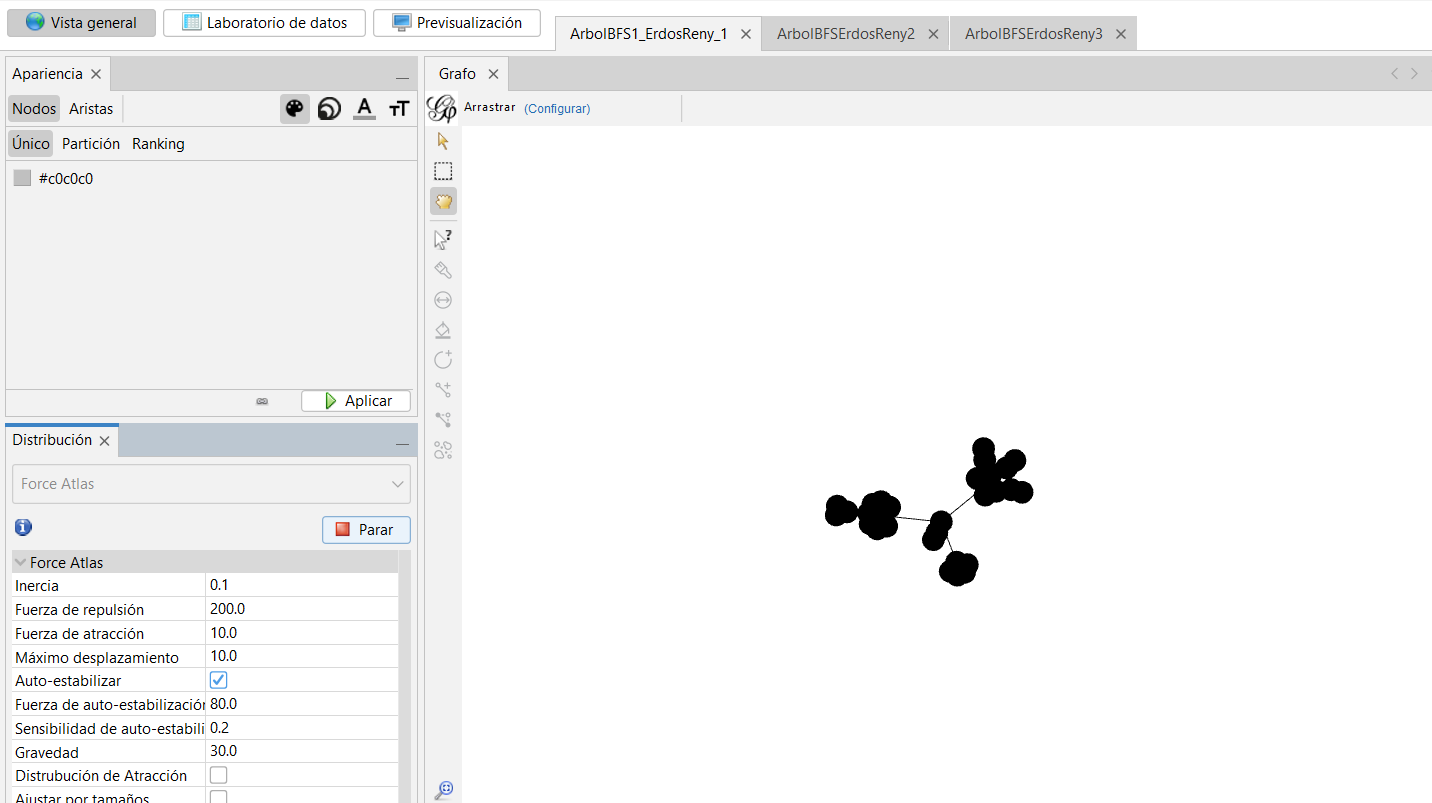 Vista general
Laboratorio de datos
Previsualización
ArbolBFS1_ErdosReny_1
ArbolBFSErdosReny2
ArbolBFSErdosReny3
Apariencia
Nodos Aristas
Único Partición Ranking
#c0c0c0
Aplicar
Distribución
Force Atlas
Parar
Force Atlas
Inercia 0.1
Fuerza de repulsión 200.0
Fuerza de atracción 10.0
Máximo desplazamiento 10.0
Auto-estabilizar
Fuerza de auto-estabilización 80.0
Sensibilidad de auto-estabili 0.2
Gravedad 30.0
Distrubución de Atracción
Ajustar por tamaños
Grafo
Arrastrar (Configurar)